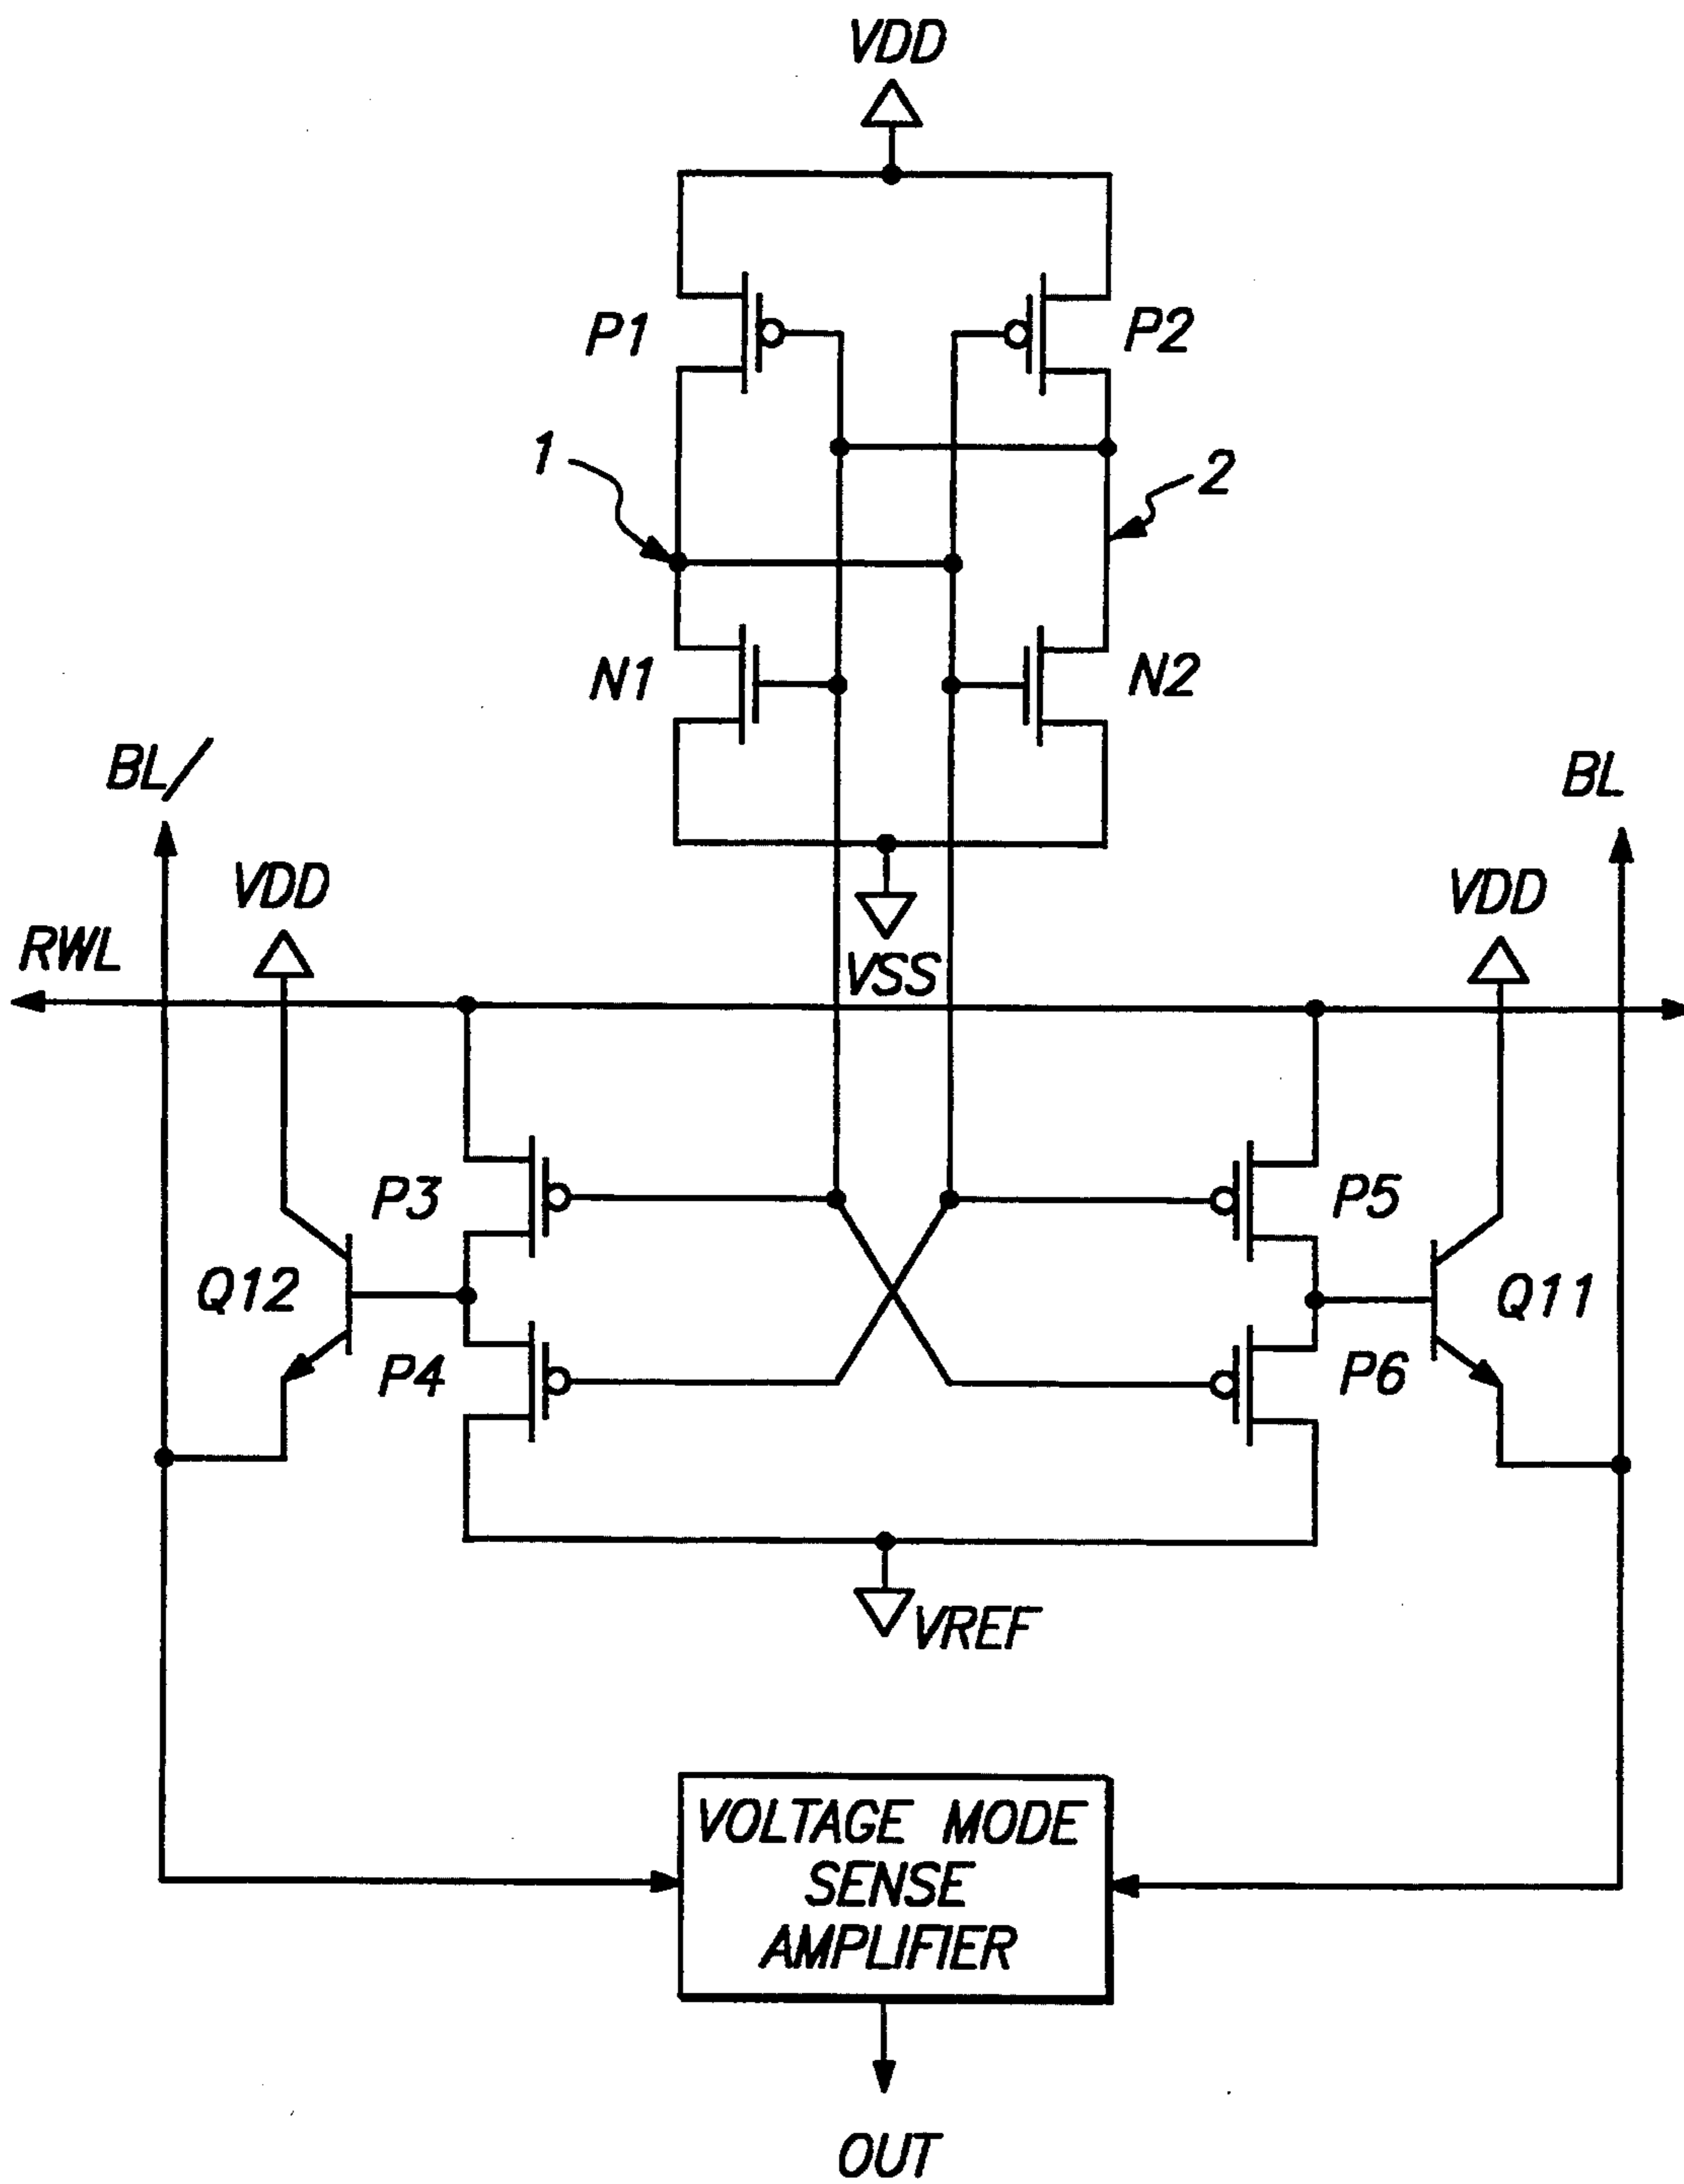 VDD
P1
P2
1
2
N1
N2
BL/
BL
VDD
VDD
RWL
VSS
P3
P5
Q12
Q11
P4
P6
VREF
VOLTAGE MODE
SENSE
AMPLIFIER
OUT